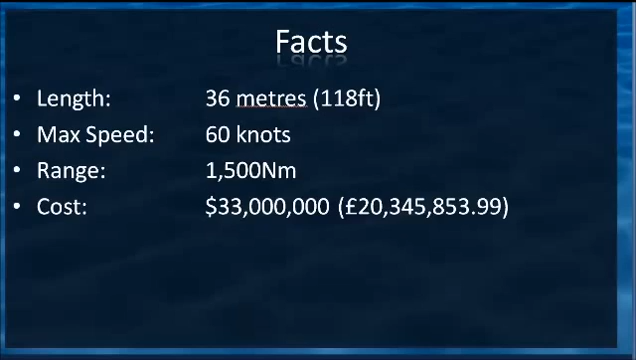 Facts
• Length: 36 metres (118ft)
• Max Speed: 60 knots
• Range: 1,500Nm
• Cost: $33,000,000 (£20,345,853.99)